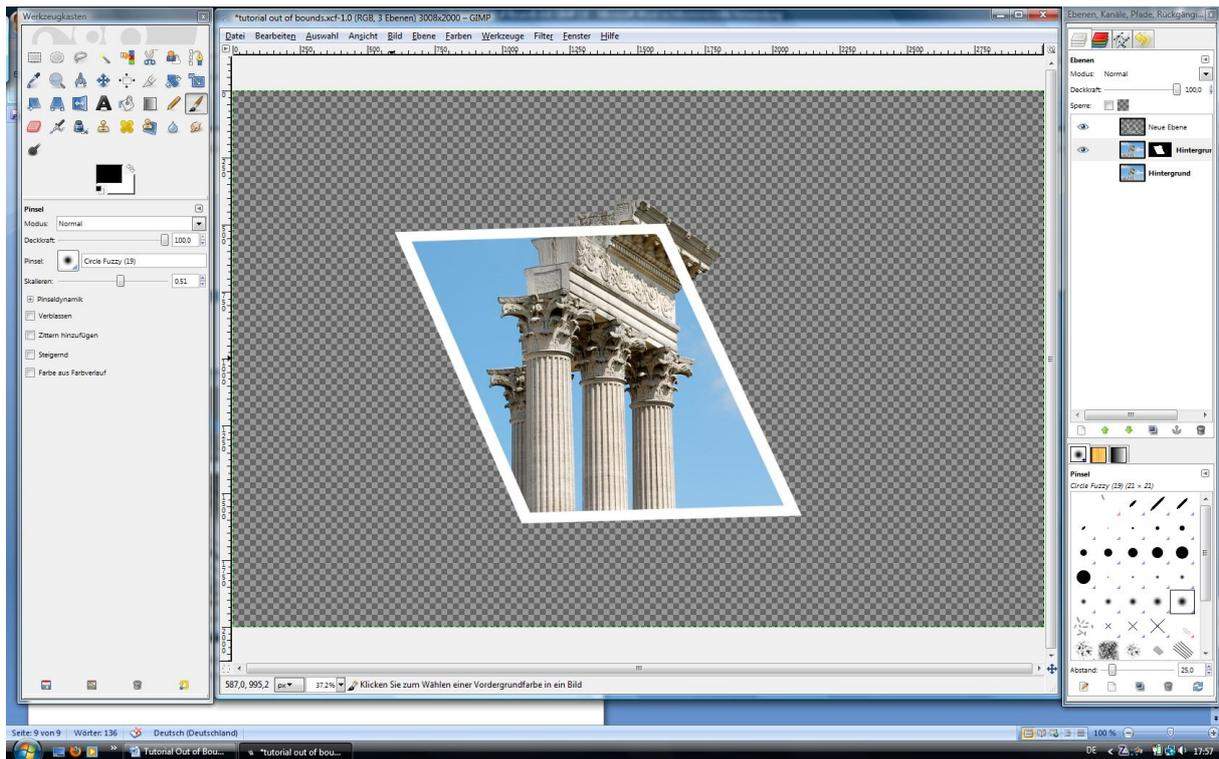 Werkzeugkasten
*tutorial out of bounds.xcf-1.0 (RGB, 3 Ebenen) 3008x2000 – GIMP
Ebenen, Kanäle, Pfade, Rückgängi...
Datei Bearbeiten Auswahl Ansicht Bild Ebene Farben Werkzeuge Filter Fenster Hilfe
Ebenen
Modus: Normal
Deckkraft: 100,0
Sperre:
Neue Ebene
Hintergrun
Hintergrund
Pinsel
Modus: Normal
Deckkraft: 100,0
Pinsel: Circle Fuzzy (19)
Skalieren: 0,51
Pinseldynamik
Verblassen
Zittern hinzufügen
Steigernd
Farbe aus Farbverlauf
Pinsel
Circle Fuzzy (19) (21 × 21)
Abstand: 25,0
587,0, 995,2 px 37,2% Klicken Sie zum Wählen einer Vordergrundfarbe in ein Bild
Seite: 9 von 9 Wörter: 136 Deutsch (Deutschland) 100 %
Tutorial Out of Bou... *tutorial out of bou... DE 17:57